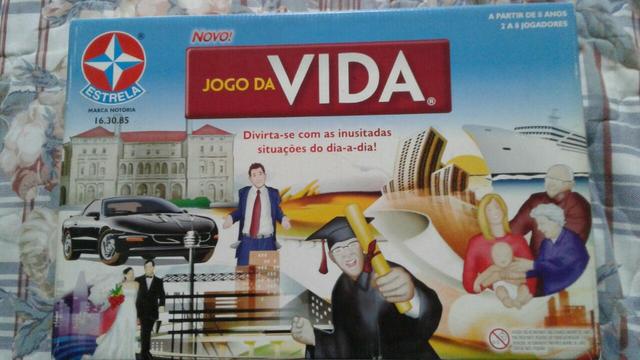 ESTRELA
MARCA NOTÓRIA
16.30.85
NOVO!
JOGO DA VIDA®
A PARTIR DE 8 ANOS
2 A 8 JOGADORES
Divirta-se com as inusitadas
situações do dia-a-dia!